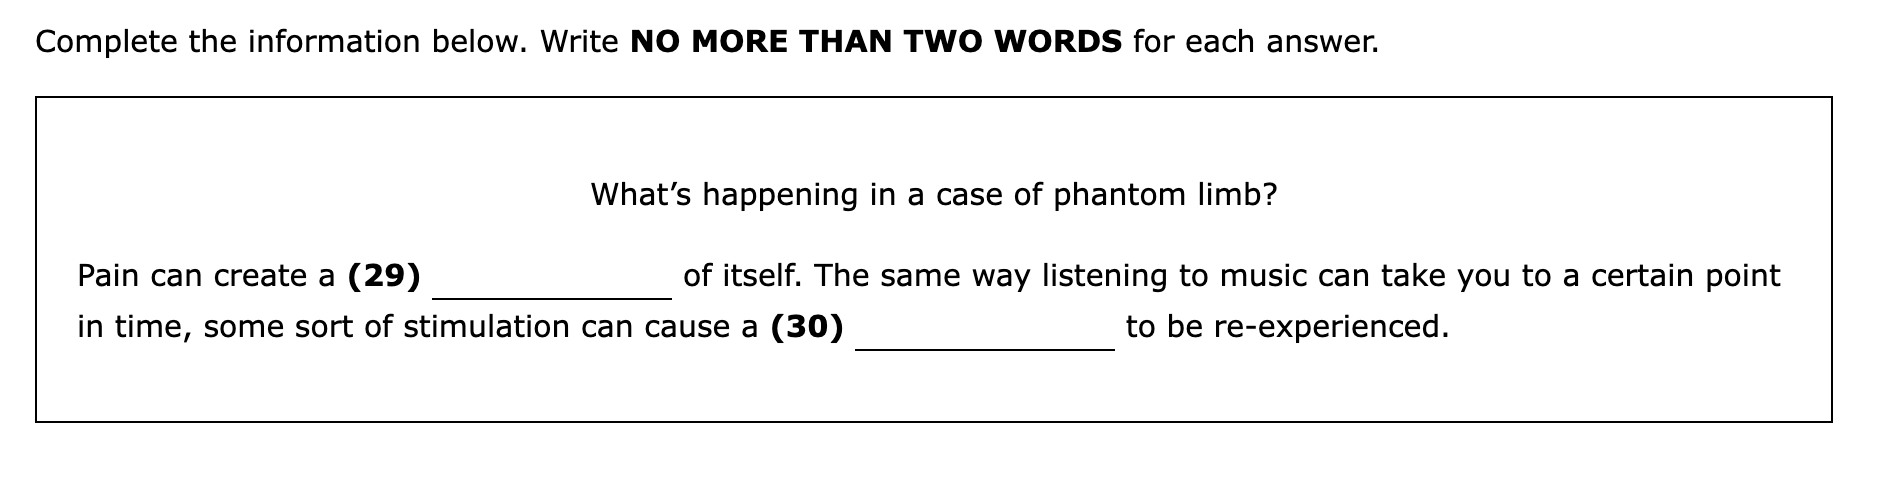 Complete the information below. Write NO MORE THAN TWO WORDS for each answer.
What’s happening in a case of phantom limb?
Pain can create a (29) ______________ of itself. The same way listening to music can take you to a certain point
in time, some sort of stimulation can cause a (30) _______________ to be re-experienced.